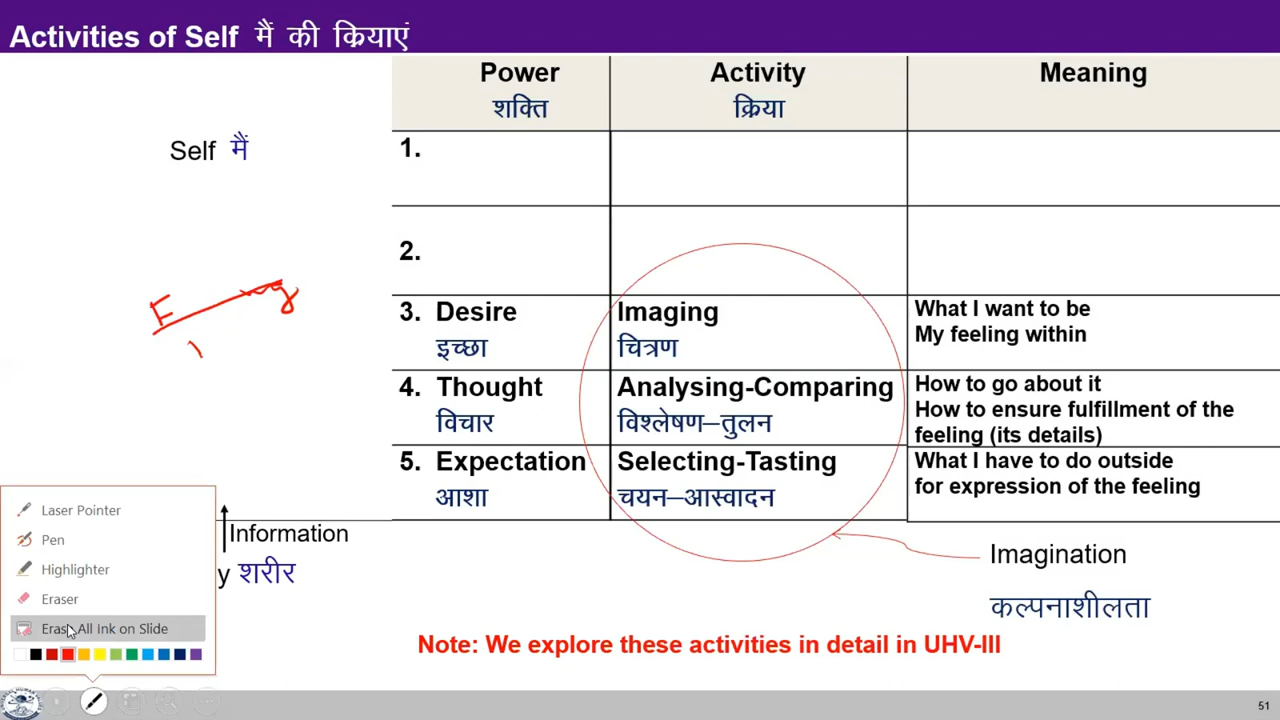 Activities of Self मैं की क्रियाएं
Power
शक्ति
Activity
क्रिया
Meaning
Self मैं
1.
2.
3. Desire
इच्छा
Imaging
चित्रण
What I want to be
My feeling within
4. Thought
विचार
Analysing-Comparing
विश्लेषण–तुलन
How to go about it
How to ensure fulfillment of the
feeling (its details)
5. Expectation
आशा
Selecting-Tasting
चयन–आस्वादन
What I have to do outside
for expression of the feeling
Laser Pointer
Pen
Highlighter
Eraser
Erase All Ink on Slide
Information
y शरीर
Imagination
कल्पनाशीलता
Note: We explore these activities in detail in UHV-III
51